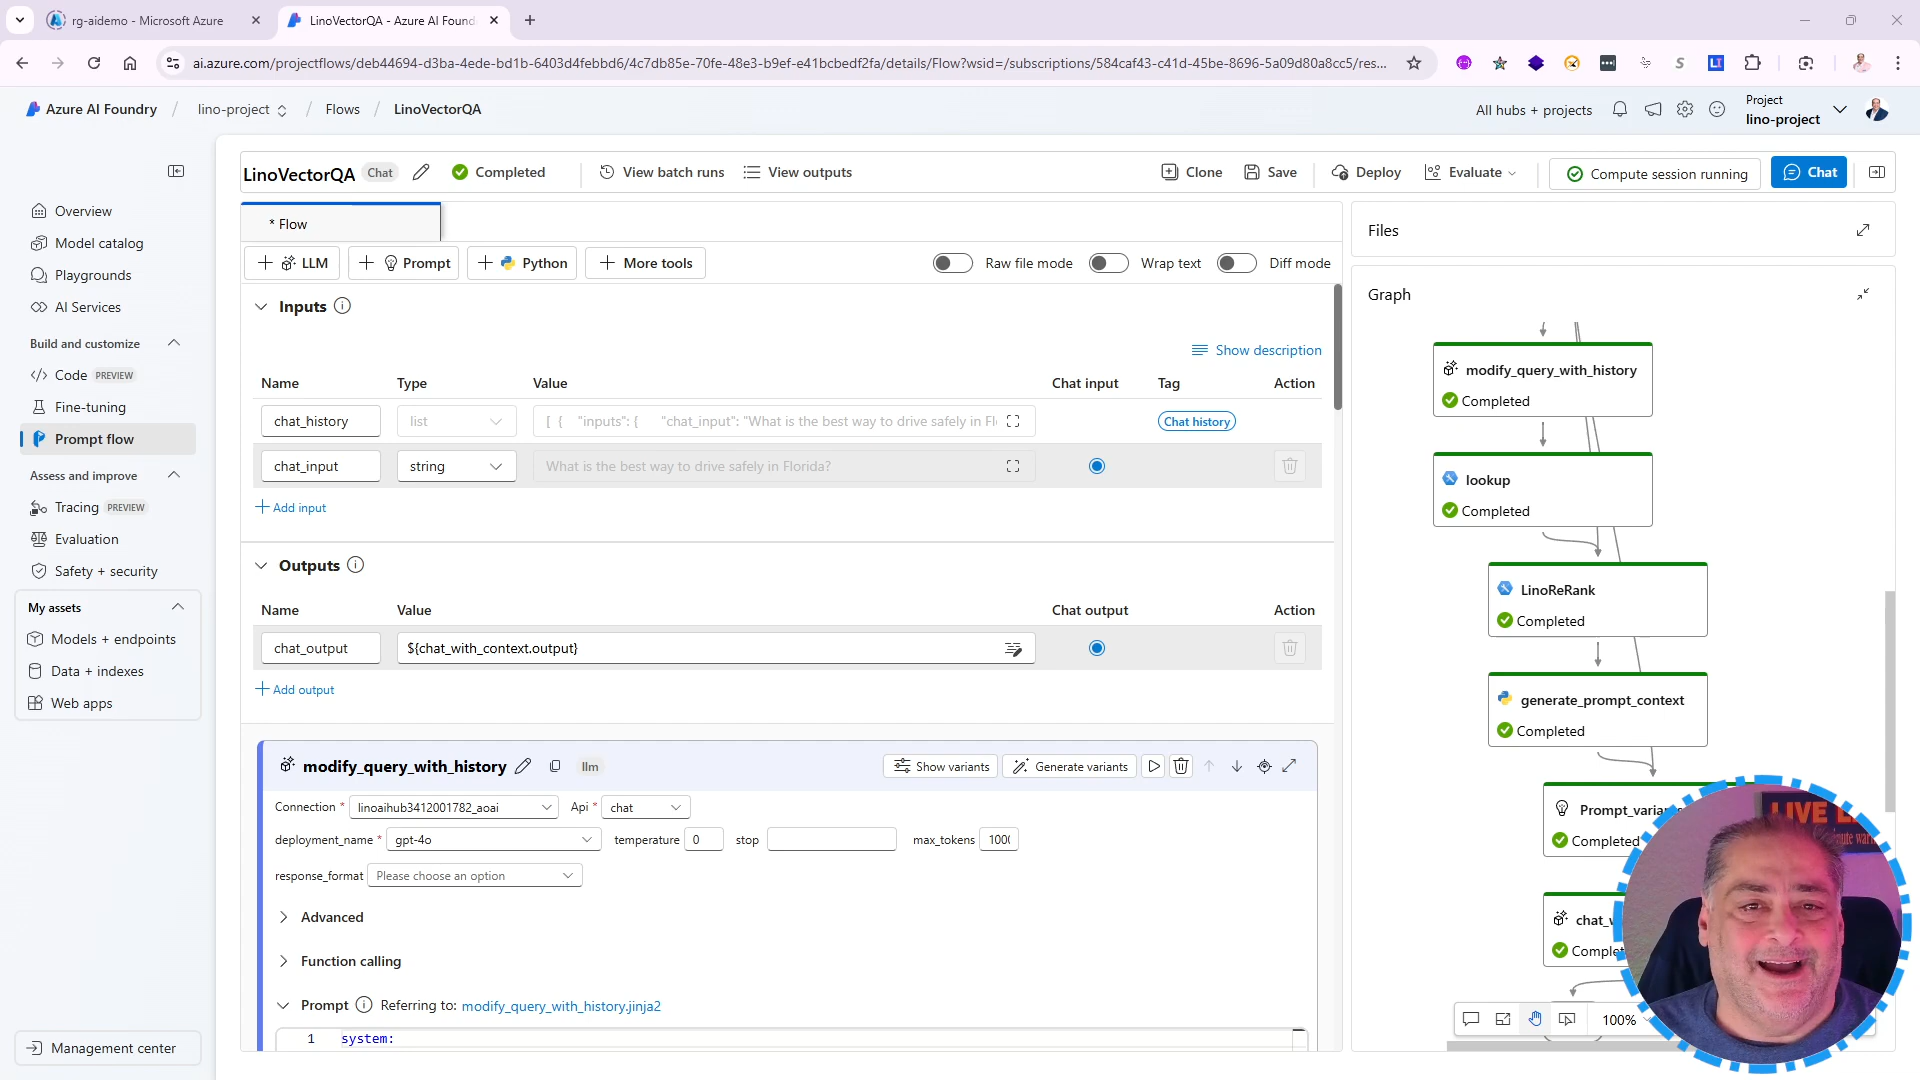 rg-aidemo - Microsoft Azure
LinoVectorQA - Azure AI Found
ai.azure.com/projectflows/deb44694-d3ba-4ede-bd1b-6403d4febbd6/4c7db85e-70fe-48e3-b9ef-e41bcbedf2fa/details/Flow?wsid=/subscriptions/584caf43-c41d-45be-8696-5a09d80a8cc5/res...
Azure AI Foundry / lino-project / Flows / LinoVectorQA
All hubs + projects
Project
lino-project
LinoVectorQA Chat Completed View batch runs View outputs Clone Save Deploy Evaluate Compute session running Chat
Overview
Model catalog
Playgrounds
AI Services
Build and customize
Code PREVIEW
Fine-tuning
Prompt flow
Assess and improve
Tracing PREVIEW
Evaluation
Safety + security
My assets
Models + endpoints
Data + indexes
Web apps
Management center
* Flow
LLM Prompt Python More tools Raw file mode Wrap text Diff mode
Inputs
Show description
Name Type Value Chat input Tag Action
chat_history list [ { "inputs": { "chat_input": "What is the best way to drive safely in Fl Chat history
chat_input string What is the best way to drive safely in Florida?
Add input
Outputs
Name Value Chat output Action
chat_output ${chat_with_context.output}
Add output
modify_query_with_history llm Show variants Generate variants
Connection * linoaihub3412001782_aoai Api * chat
deployment_name * gpt-4o temperature 0 stop max_tokens 100
response_format Please choose an option
Advanced
Function calling
Prompt Referring to: modify_query_with_history.jinja2
1 system:
Files
Graph
modify_query_with_history
Completed
lookup
Completed
LinoReRank
Completed
generate_prompt_context
Completed
Prompt_varian
Completed
chat_w
Complet
100%
LIVE L
nute war